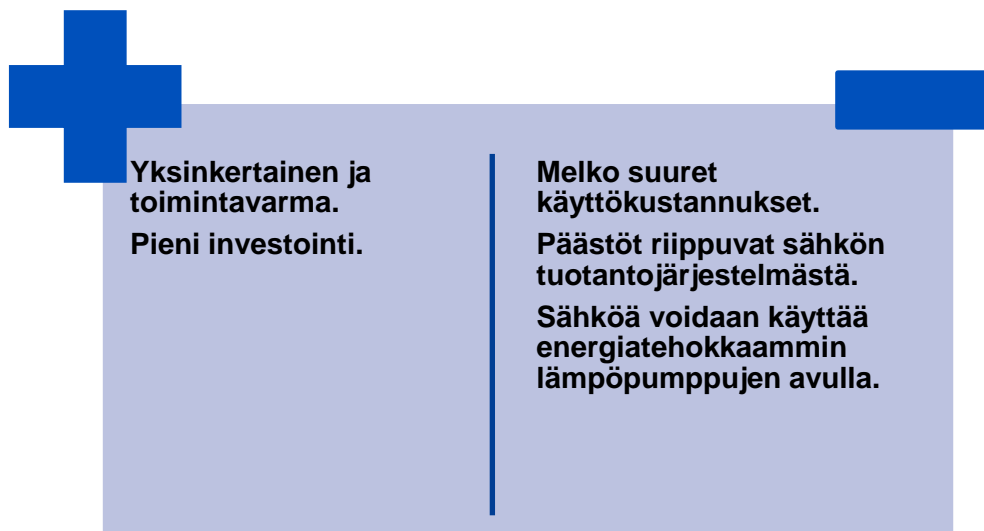 Yksinkertainen ja
toimintavarma.
Pieni investointi.
Melko suuret
käyttökustannukset.
Päästöt riippuvat sähkön
tuotantojärjestelmästä.
Sähköä voidaan käyttää
energiatehokkaammin
lämpöpumppujen avulla.